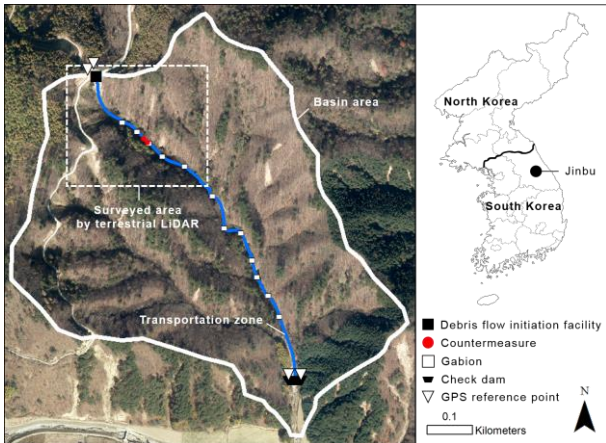 Basin area
Surveyed area
by terrestrial LiDAR
Transportation zone
North Korea
Jinbu
South Korea
Debris flow initiation facility
Countermeasure
Gabion
Check dam
GPS reference point
0.1
Kilometers
N